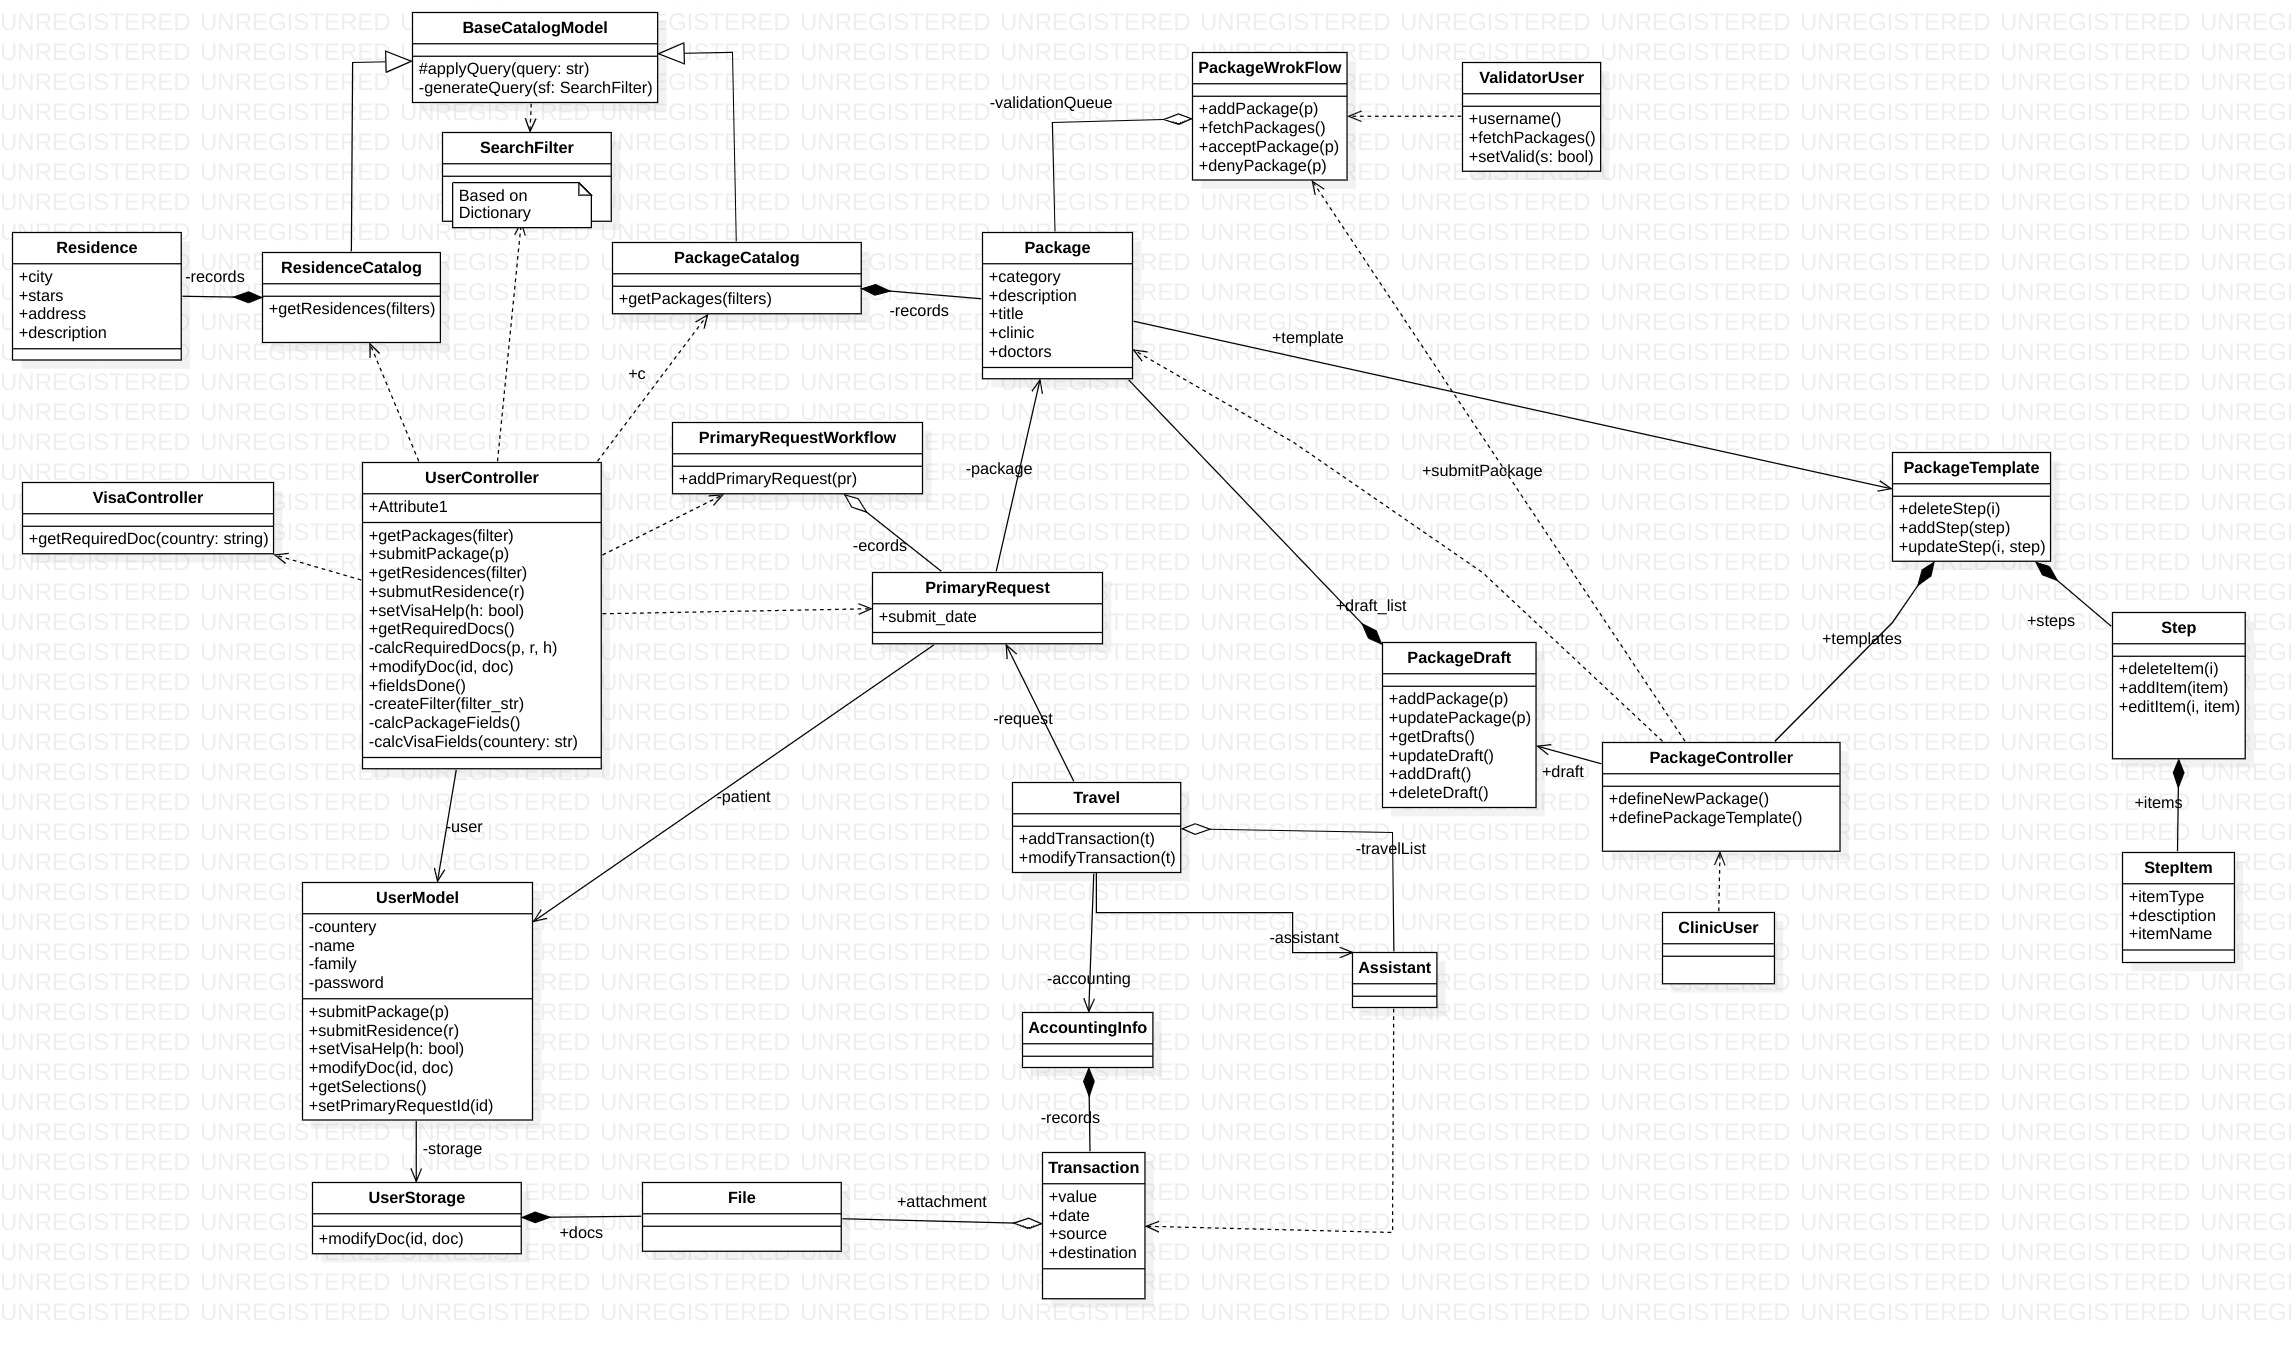 BaseCatalogModel
#applyQuery(query: str)
-generateQuery(sf: SearchFilter)
SearchFilter
Based on
Dictionary
PackageWrokFlow
+addPackage(p)
+fetchPackages()
+acceptPackage(p)
+denyPackage(p)
ValidatorUser
+username()
+fetchPackages()
+setValid(s: bool)
-validationQueue
Residence
+city
+stars
+address
+description
-records
ResidenceCatalog
+getResidences(filters)
PackageCatalog
+getPackages(filters)
-records
Package
+category
+description
+title
+clinic
+doctors
+template
+c
PrimaryRequestWorkflow
+addPrimaryRequest(pr)
-package
+submitPackage
PackageTemplate
+deleteStep(i)
+addStep(step)
+updateStep(i, step)
VisaController
+getRequiredDoc(country: string)
UserController
+Attribute1
+getPackages(filter)
+submitPackage(p)
+getResidences(filter)
+submutResidence(r)
+setVisaHelp(h: bool)
+getRequiredDocs()
-calcRequiredDocs(p, r, h)
+modifyDoc(id, doc)
+fieldsDone()
-createFilter(filter_str)
-calcPackageFields()
-calcVisaFields(countery: str)
-ecords
PrimaryRequest
+submit_date
+draft_list
+templates
+steps
Step
+deleteItem(i)
+addItem(item)
+editItem(i, item)
PackageDraft
+addPackage(p)
+updatePackage(p)
+getDrafts()
+updateDraft()
+addDraft()
+deleteDraft()
-request
+draft
PackageController
+defineNewPackage()
+definePackageTemplate()
-patient
Travel
+addTransaction(t)
+modifyTransaction(t)
-travelList
+items
-user
StepItem
+itemType
+desctiption
+itemName
UserModel
-countery
-name
-family
-password
+submitPackage(p)
+submitResidence(r)
+setVisaHelp(h: bool)
+modifyDoc(id, doc)
+getSelections()
+setPrimaryRequestId(id)
-assistant
Assistant
ClinicUser
-accounting
AccountingInfo
-records
-storage
UserStorage
+modifyDoc(id, doc)
+docs
File
+attachment
Transaction
+value
+date
+source
+destination
UNREGISTERED